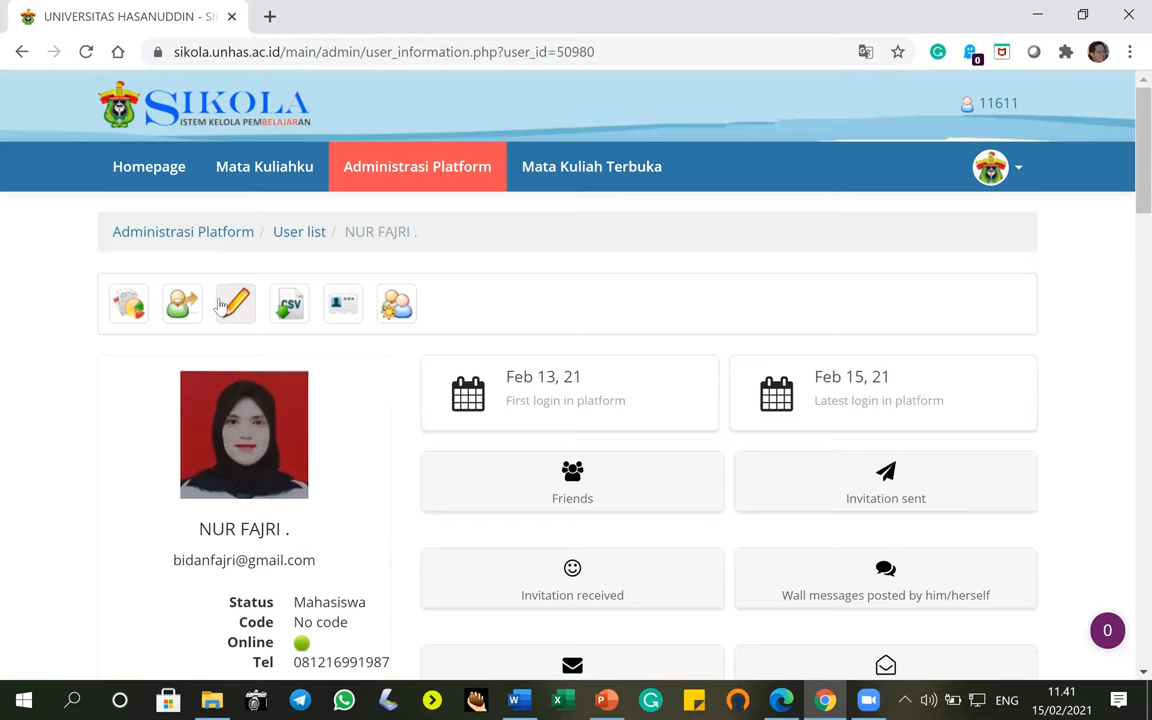 UNIVERSITAS HASANUDDIN - SI
sikola.unhas.ac.id/main/admin/user_information.php?user_id=50980
0
SIKOLA
ISTEM KELOLA PEMBELAJARAN
11611
Homepage Mata Kuliahku Administrasi Platform Mata Kuliah Terbuka
Administrasi Platform / User list / NUR FAJRI .
CSV
Feb 13, 21
First login in platform
Feb 15, 21
Latest login in platform
Friends
Invitation sent
NUR FAJRI .
bidanfajri@gmail.com
Invitation received
Wall messages posted by him/herself
Status Mahasiswa
Code No code
Online
Tel 081216991987
0
ENG
11.41
15/02/2021